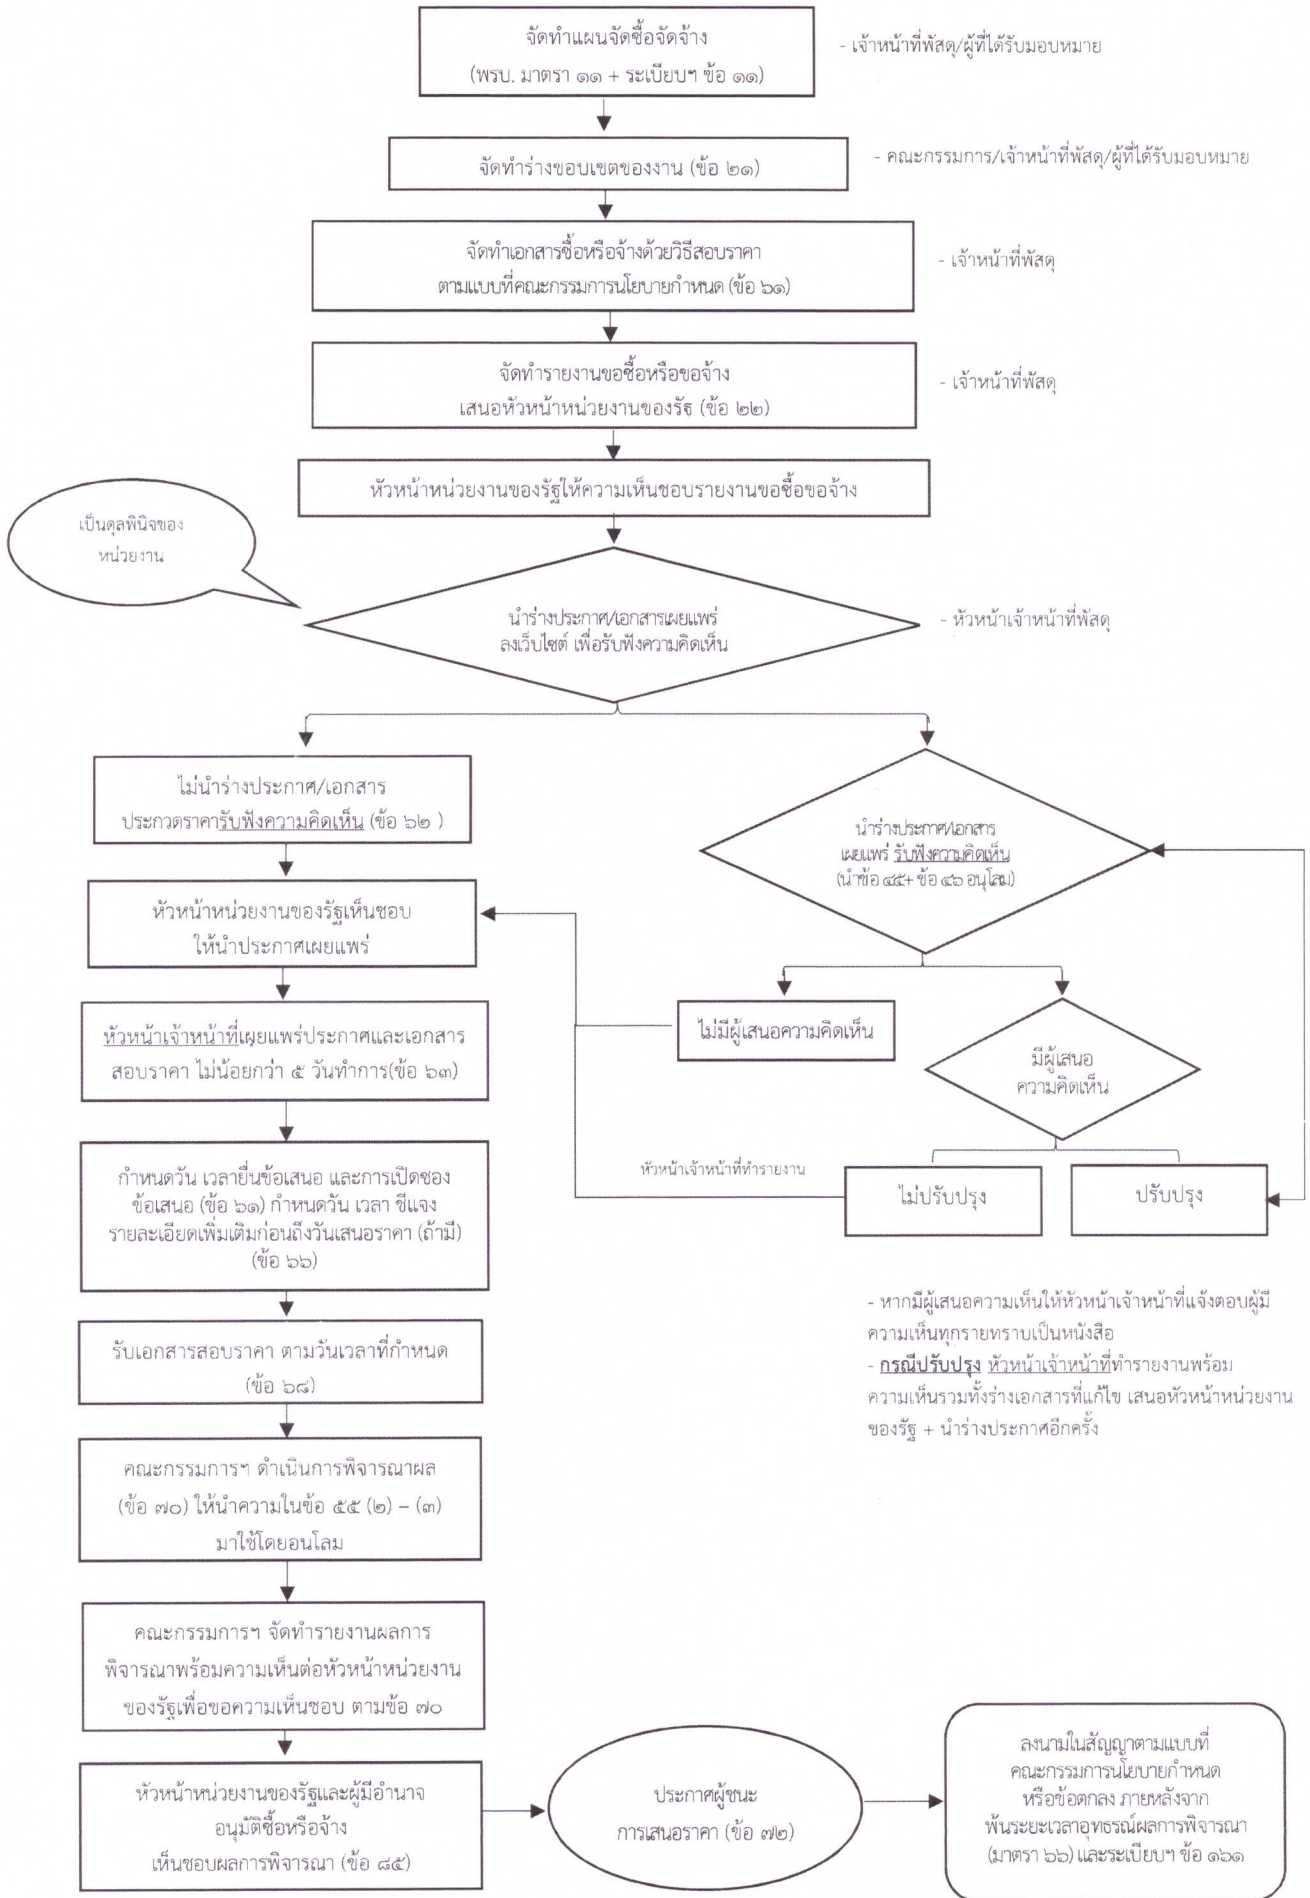 จัดทำแผนจัดซื้อจัดจ้าง
(พรบ. มาตรา ๑๑ + ระเบียบฯ ข้อ ๑๑)
- เจ้าหน้าที่พัสดุ/ผู้ที่ได้รับมอบหมาย
จัดทำร่างขอบเขตของงาน (ข้อ ๒๑)
- คณะกรรมการ/เจ้าหน้าที่พัสดุ/ผู้ที่ได้รับมอบหมาย
จัดทำเอกสารซื้อหรือจ้างด้วยวิธีสอบราคา
ตามแบบที่คณะกรรมการนโยบายกำหนด (ข้อ ๖๑)
- เจ้าหน้าที่พัสดุ
จัดทำรายงานขอซื้อหรือขอจ้าง
เสนอหัวหน้าหน่วยงานของรัฐ (ข้อ ๒๒)
- เจ้าหน้าที่พัสดุ
หัวหน้าหน่วยงานของรัฐให้ความเห็นชอบรายงานขอซื้อขอจ้าง
เป็นดุลพินิจของ
หน่วยงาน
นำร่างประกาศ/เอกสารเผยแพร่
ลงเว็บไซต์ เพื่อรับฟังความคิดเห็น
- หัวหน้าเจ้าหน้าที่พัสดุ
ไม่นำร่างประกาศ/เอกสาร
ประกวดราคารับฟังความคิดเห็น (ข้อ ๖๒ )
นำร่างประกาศ/เอกสาร
เผยแพร่ รับฟังความคิดเห็น
(นำข้อ ๔๕+ ข้อ ๔๖ อนุโลม)
หัวหน้าหน่วยงานของรัฐเห็นชอบ
ให้นำประกาศเผยแพร่
ไม่มีผู้เสนอความคิดเห็น
มีผู้เสนอ
ความคิดเห็น
หัวหน้าเจ้าหน้าที่เผยแพร่ประกาศและเอกสาร
สอบราคา ไม่น้อยกว่า ๕ วันทำการ(ข้อ ๖๓)
หัวหน้าเจ้าหน้าที่ทำรายงาน
ไม่ปรับปรุง
ปรับปรุง
กำหนดวัน เวลายื่นข้อเสนอ และการเปิดซอง
ข้อเสนอ (ข้อ ๖๑) กำหนดวัน เวลา ชี้แจง
รายละเอียดเพิ่มเติมก่อนถึงวันเสนอราคา (ถ้ามี)
(ข้อ ๖๖)
- หากมีผู้เสนอความเห็นให้หัวหน้าเจ้าหน้าที่แจ้งตอบผู้มี
ความเห็นทุกรายทราบเป็นหนังสือ
- กรณีปรับปรุง หัวหน้าเจ้าหน้าที่ทำรายงานพร้อม
ความเห็นรวมทั้งร่างเอกสารที่แก้ไข เสนอหัวหน้าหน่วยงาน
ของรัฐ + นำร่างประกาศอีกครั้ง
รับเอกสารสอบราคา ตามวันเวลาที่กำหนด
(ข้อ ๖๘)
คณะกรรมการฯ ดำเนินการพิจารณาผล
(ข้อ ๗๐) ให้นำความในข้อ ๕๕ (๒) – (๓)
มาใช้โดยอนโลม
คณะกรรมการฯ จัดทำรายงานผลการ
พิจารณาพร้อมความเห็นต่อหัวหน้าหน่วยงาน
ของรัฐเพื่อขอความเห็นชอบ ตามข้อ ๗๐
หัวหน้าหน่วยงานของรัฐและผู้มีอำนาจ
อนุมัติซื้อหรือจ้าง
เห็นชอบผลการพิจารณา (ข้อ ๘๕)
ประกาศผู้ชนะ
การเสนอราคา (ข้อ ๗๒)
ลงนามในสัญญาตามแบบที่
คณะกรรมการนโยบายกำหนด
หรือข้อตกลง ภายหลังจาก
พ้นระยะเวลาอุทธรณ์ผลการพิจารณา
(มาตรา ๖๖) และระเบียบฯ ข้อ ๑๖๑